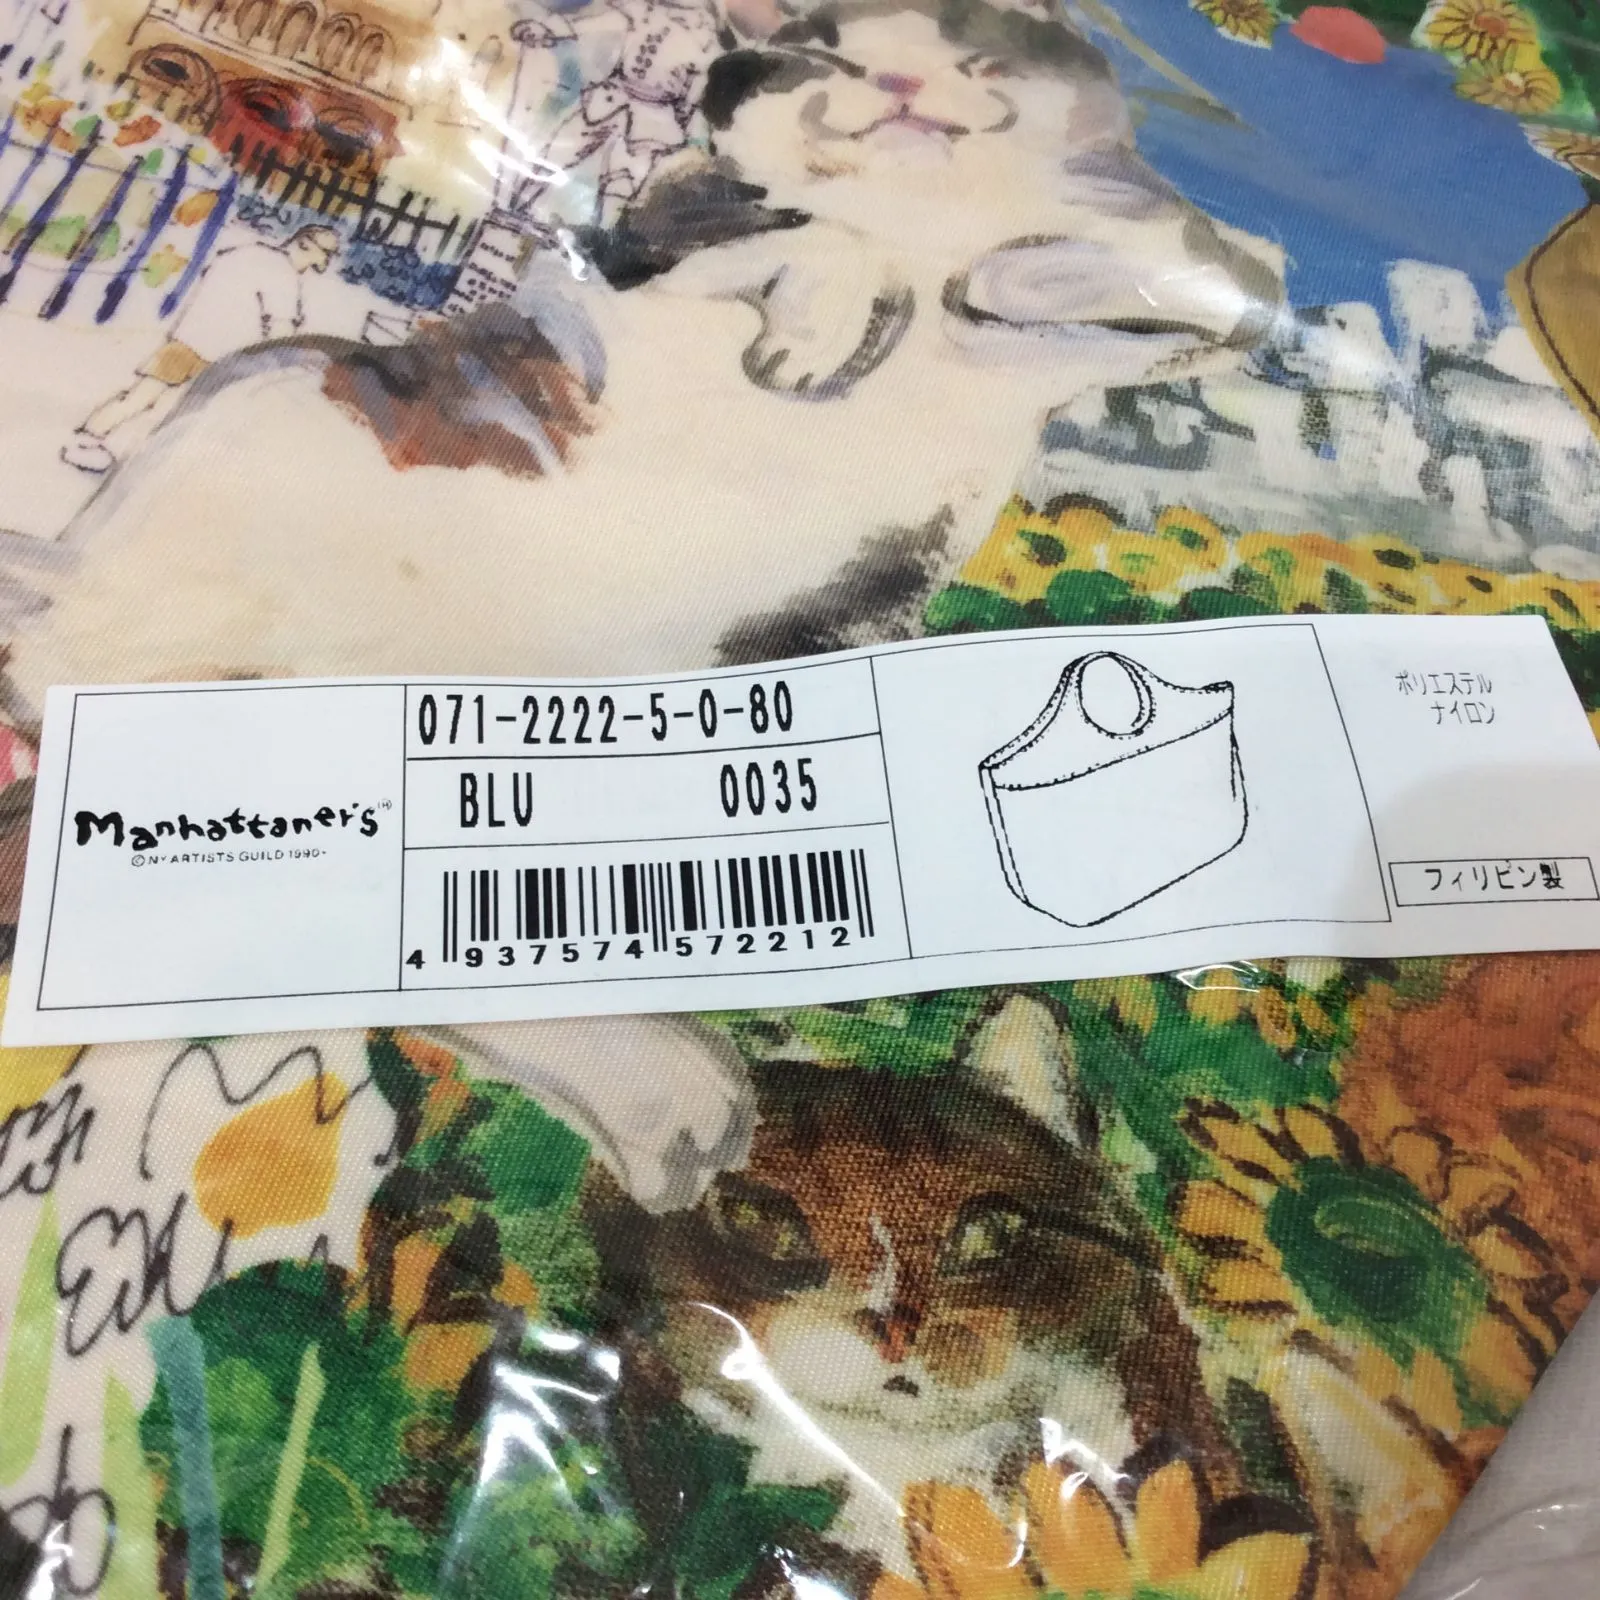 Manhattaner's
© NY ARTISTS GUILD 1990-
071-2222-5-0-80
BLU 0035
4 937574 572212
ポリエステル
ナイロン
フィリピン製